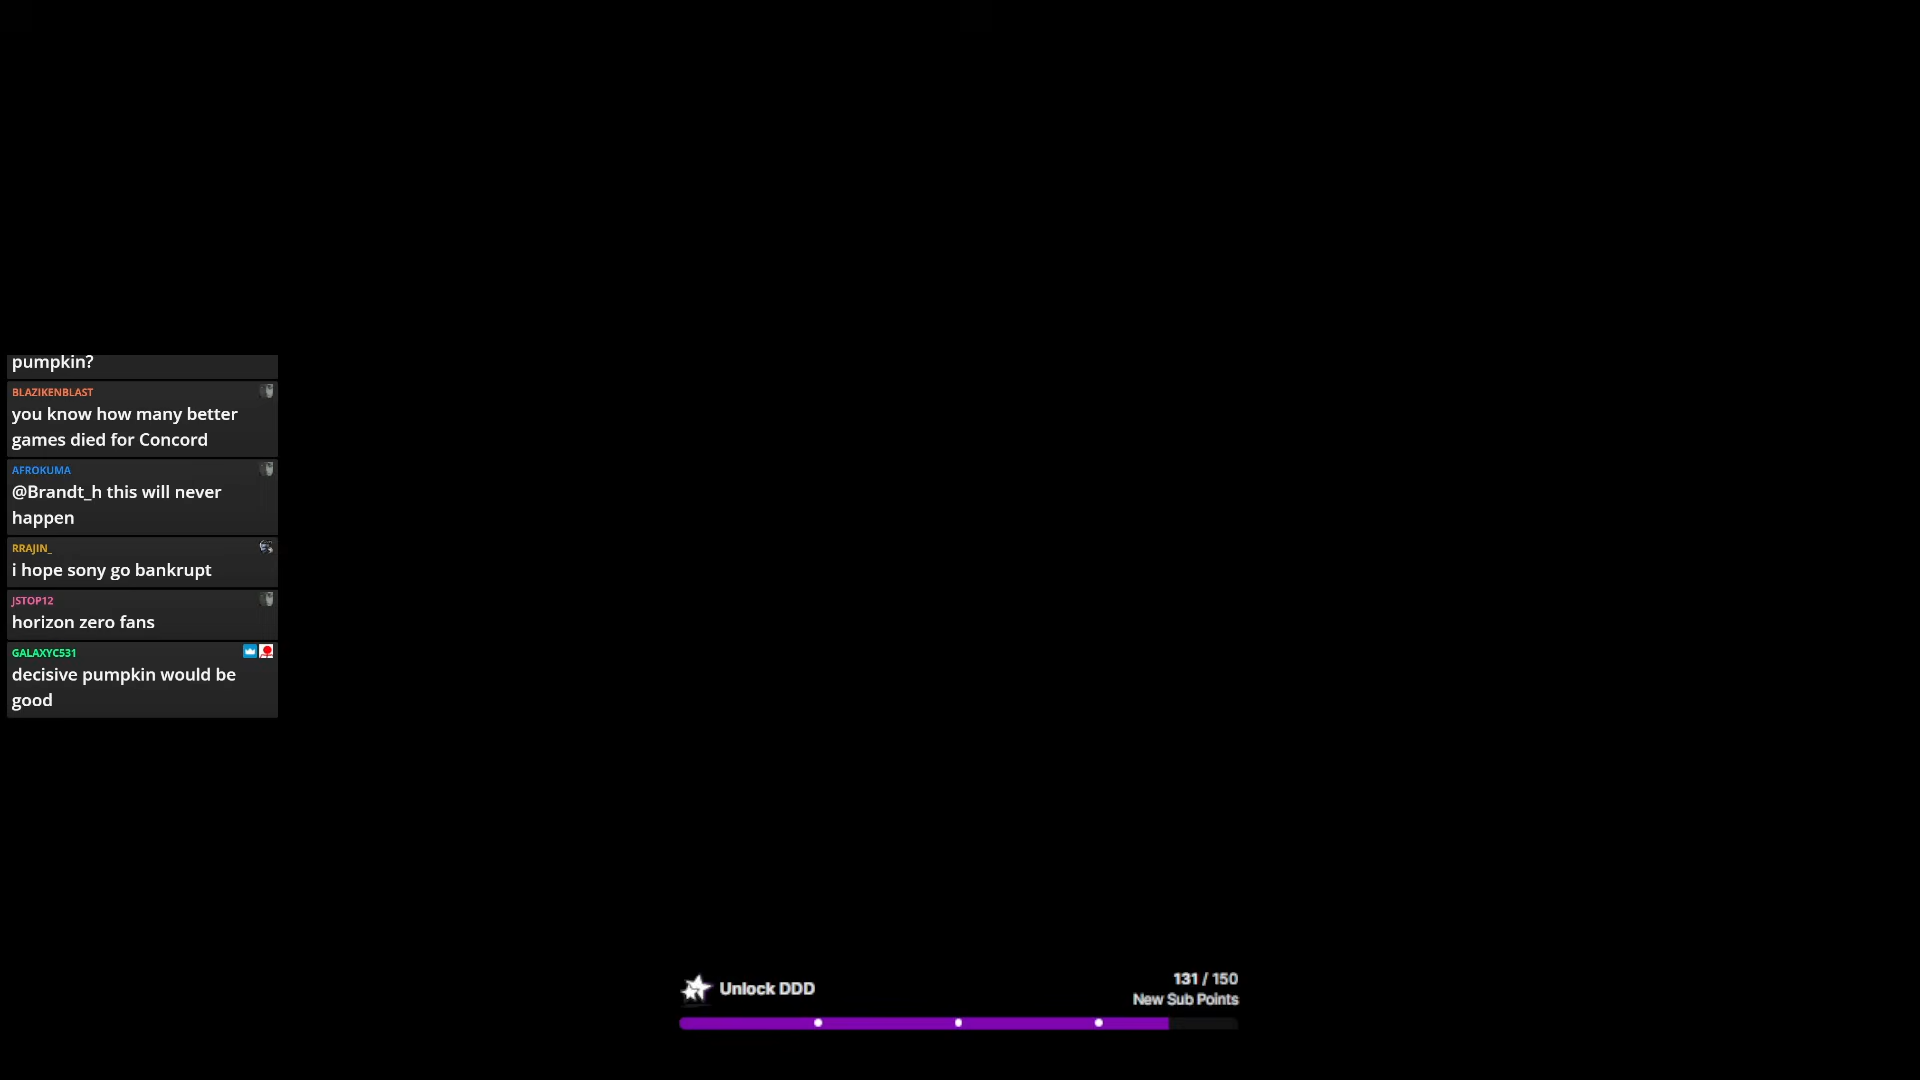 pumpkin?
BLAZIKENBLAST
you know how many better
games died for Concord
AFROKUMA
@Brandt_h this will never
happen
RRAJIN_
i hope sony go bankrupt
JSTOP12
horizon zero fans
GALAXYC531
decisive pumpkin would be
good
Unlock DDD
131 / 150
New Sub Points